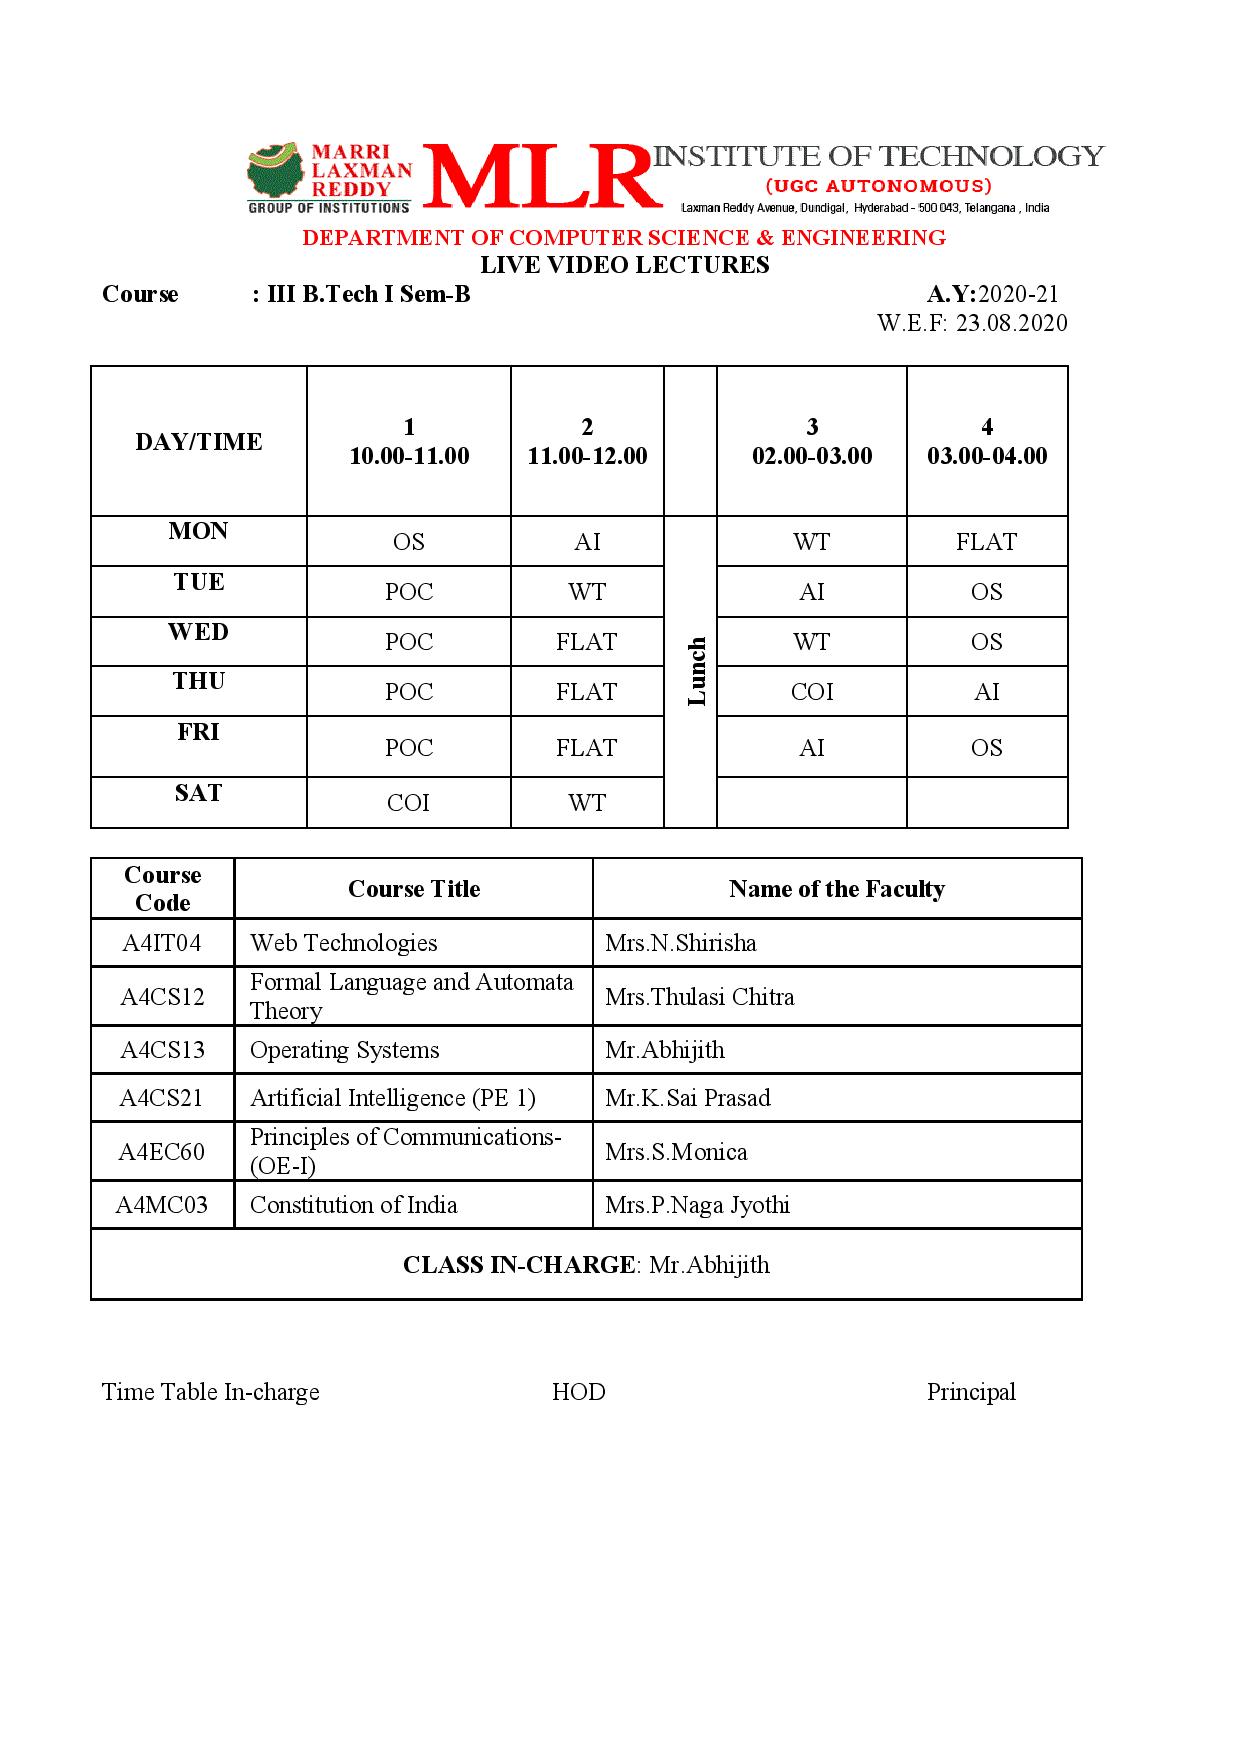 MARRI
LAXMAN
REDDY
GROUP OF INSTITUTIONS
MLR INSTITUTE OF TECHNOLOGY
(UGC AUTONOMOUS)
Laxman Reddy Avenue, Dundigal, Hyderabad - 500 043, Telangana , India
DEPARTMENT OF COMPUTER SCIENCE & ENGINEERING
LIVE VIDEO LECTURES
Course : III B.Tech I Sem-B A.Y:2020-21
W.E.F: 23.08.2020
DAY/TIME 1 10.00-11.00 2 11.00-12.00 3 02.00-03.00 4 03.00-04.00
MON OS AI WT FLAT
TUE POC WT AI OS
WED POC FLAT WT OS
Lunch
THU POC FLAT COI AI
FRI POC FLAT AI OS
SAT COI WT
Course Code Course Title Name of the Faculty
A4IT04 Web Technologies Mrs.N.Shirisha
A4CS12 Formal Language and Automata Theory Mrs.Thulasi Chitra
A4CS13 Operating Systems Mr.Abhijith
A4CS21 Artificial Intelligence (PE 1) Mr.K.Sai Prasad
A4EC60 Principles of Communications-(OE-I) Mrs.S.Monica
A4MC03 Constitution of India Mrs.P.Naga Jyothi
CLASS IN-CHARGE: Mr.Abhijith
Time Table In-charge HOD Principal